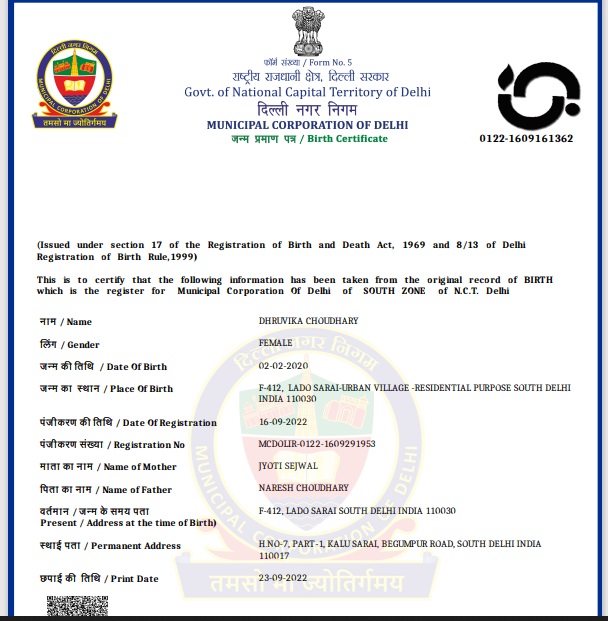 फॉर्म संख्या / Form No. 5
राष्ट्रीय राजधानी क्षेत्र, दिल्ली सरकार
Govt. of National Capital Territory of Delhi
दिल्ली नगर निगम
MUNICIPAL CORPORATION OF DELHI
जन्म प्रमाण पत्र / Birth Certificate
दिल्ली नगर निगम
MUNICIPAL CORPORATION OF DELHI
तमसो मा ज्योतिर्गमय
0122-1609161362
(Issued under section 17 of the Registration of Birth and Death Act, 1969 and 8/13 of Delhi
Registration of Birth Rule,1999)
This is to certify that the following information has been taken from the original record of BIRTH
which is the register for Municipal Corporation Of Delhi of SOUTH ZONE of N.C.T. Delhi
नाम / Name DHRUVIKA CHOUDHARY
लिंग / Gender FEMALE
जन्म की तिथि / Date Of Birth 02-02-2020
जन्म का स्थान / Place Of Birth F-412, LADO SARAI-URBAN VILLAGE -RESIDENTIAL PURPOSE SOUTH DELHI
INDIA 110030
पंजीकरण की तिथि / Date Of Registration 16-09-2022
पंजीकरण संख्या / Registration No MCDOLIR-0122-1609291953
माता का नाम / Name of Mother JYOTI SEJWAL
पिता का नाम / Name of Father NARESH CHOUDHARY
वर्तमान / जन्म के समय पता F-412, LADO SARAI SOUTH DELHI INDIA 110030
Present / Address at the time of Birth)
स्थाई पता / Permanent Address H.NO-7, PART-1, KALU SARAI, BEGUMPUR ROAD, SOUTH DELHI INDIA
110017
छपाई की तिथि / Print Date 23-09-2022
दिल्ली नगर निगम
MUNICIPAL CORPORATION OF DELHI
तमसो मा ज्योतिर्गमय